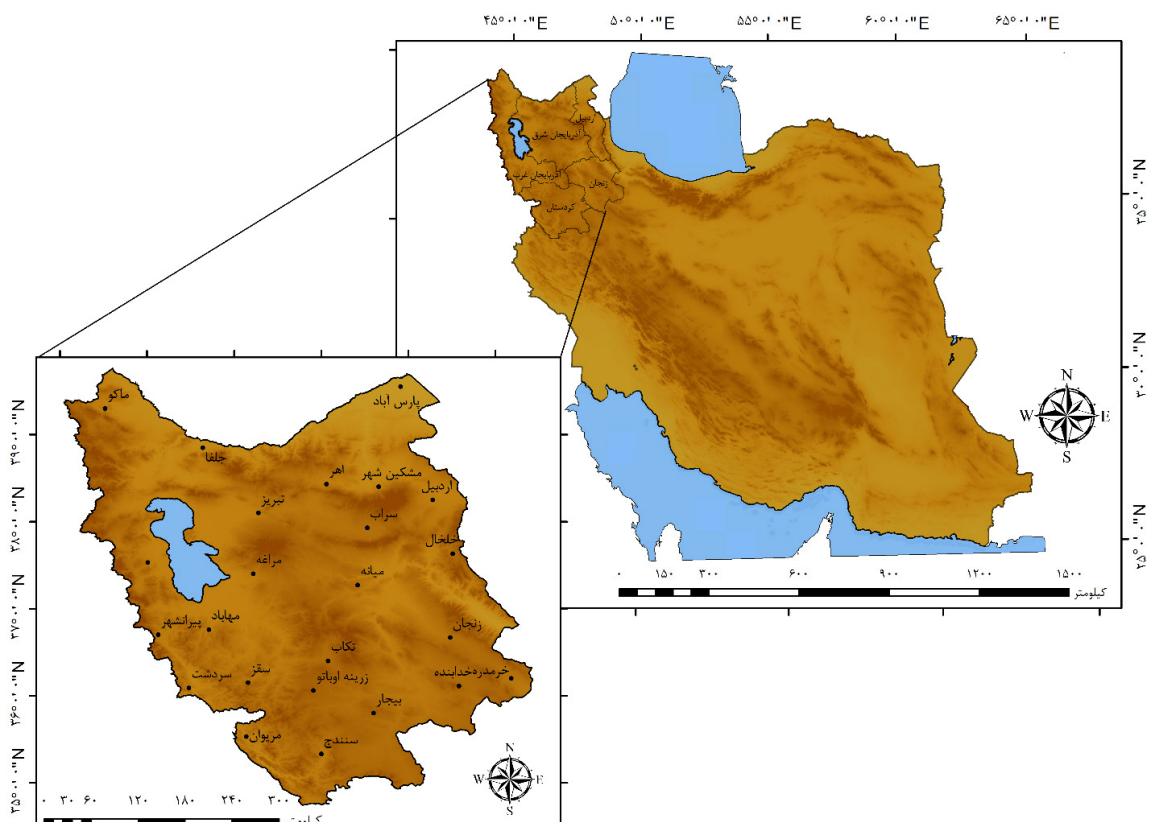 ۴۵°۰'۰"E ۵۰°۰'۰"E ۵۵°۰'۰"E ۶۰°۰'۰"E ۶۵°۰'۰"E
ردبیل
آذربایجان شرق
آذربایجان غرب
زنجان
کردستان
۳۵°۰'۰"N
۳۰°۰'۰"N
۲۵°۰'۰"N
N
W E
S
۰ ۱۵۰ ۳۰۰ ۶۰۰ ۹۰۰ ۱۲۰۰ ۱۵۰۰
کیلومتر
۳۹°۰'۰"N
۳۸°۰'۰"N
۳۷°۰'۰"N
۳۶°۰'۰"N
۳۵°۰'۰"N
ماکو
پارس آباد
جلفا
اهر
مشکین شهر
اردبیل
تبریز
سراب
خلخال
مراغه
میانه
پیرانشهر
مهاباد
زنجان
تکاب
سردشت
سقز
زرینه اوباتو
خدابنده
خرمدره
بیجار
مریوان
سنندج
N
W E
S
۰ ۳۰ ۶۰ ۱۲۰ ۱۸۰ ۲۴۰ ۳۰۰